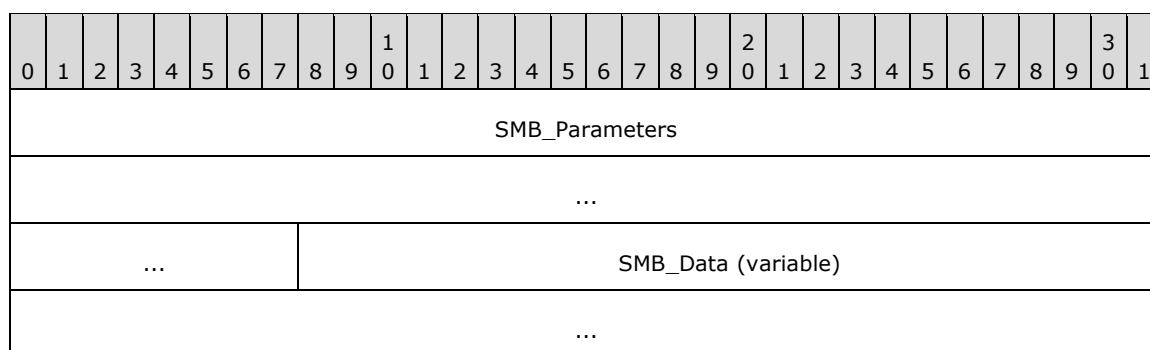 0 1 2 3 4 5 6 7 8 9 1 0 1 2 3 4 5 6 7 8 9 2 0 1 2 3 4 5 6 7 8 9 3 0 1
SMB_Parameters
...
... SMB_Data (variable)
...